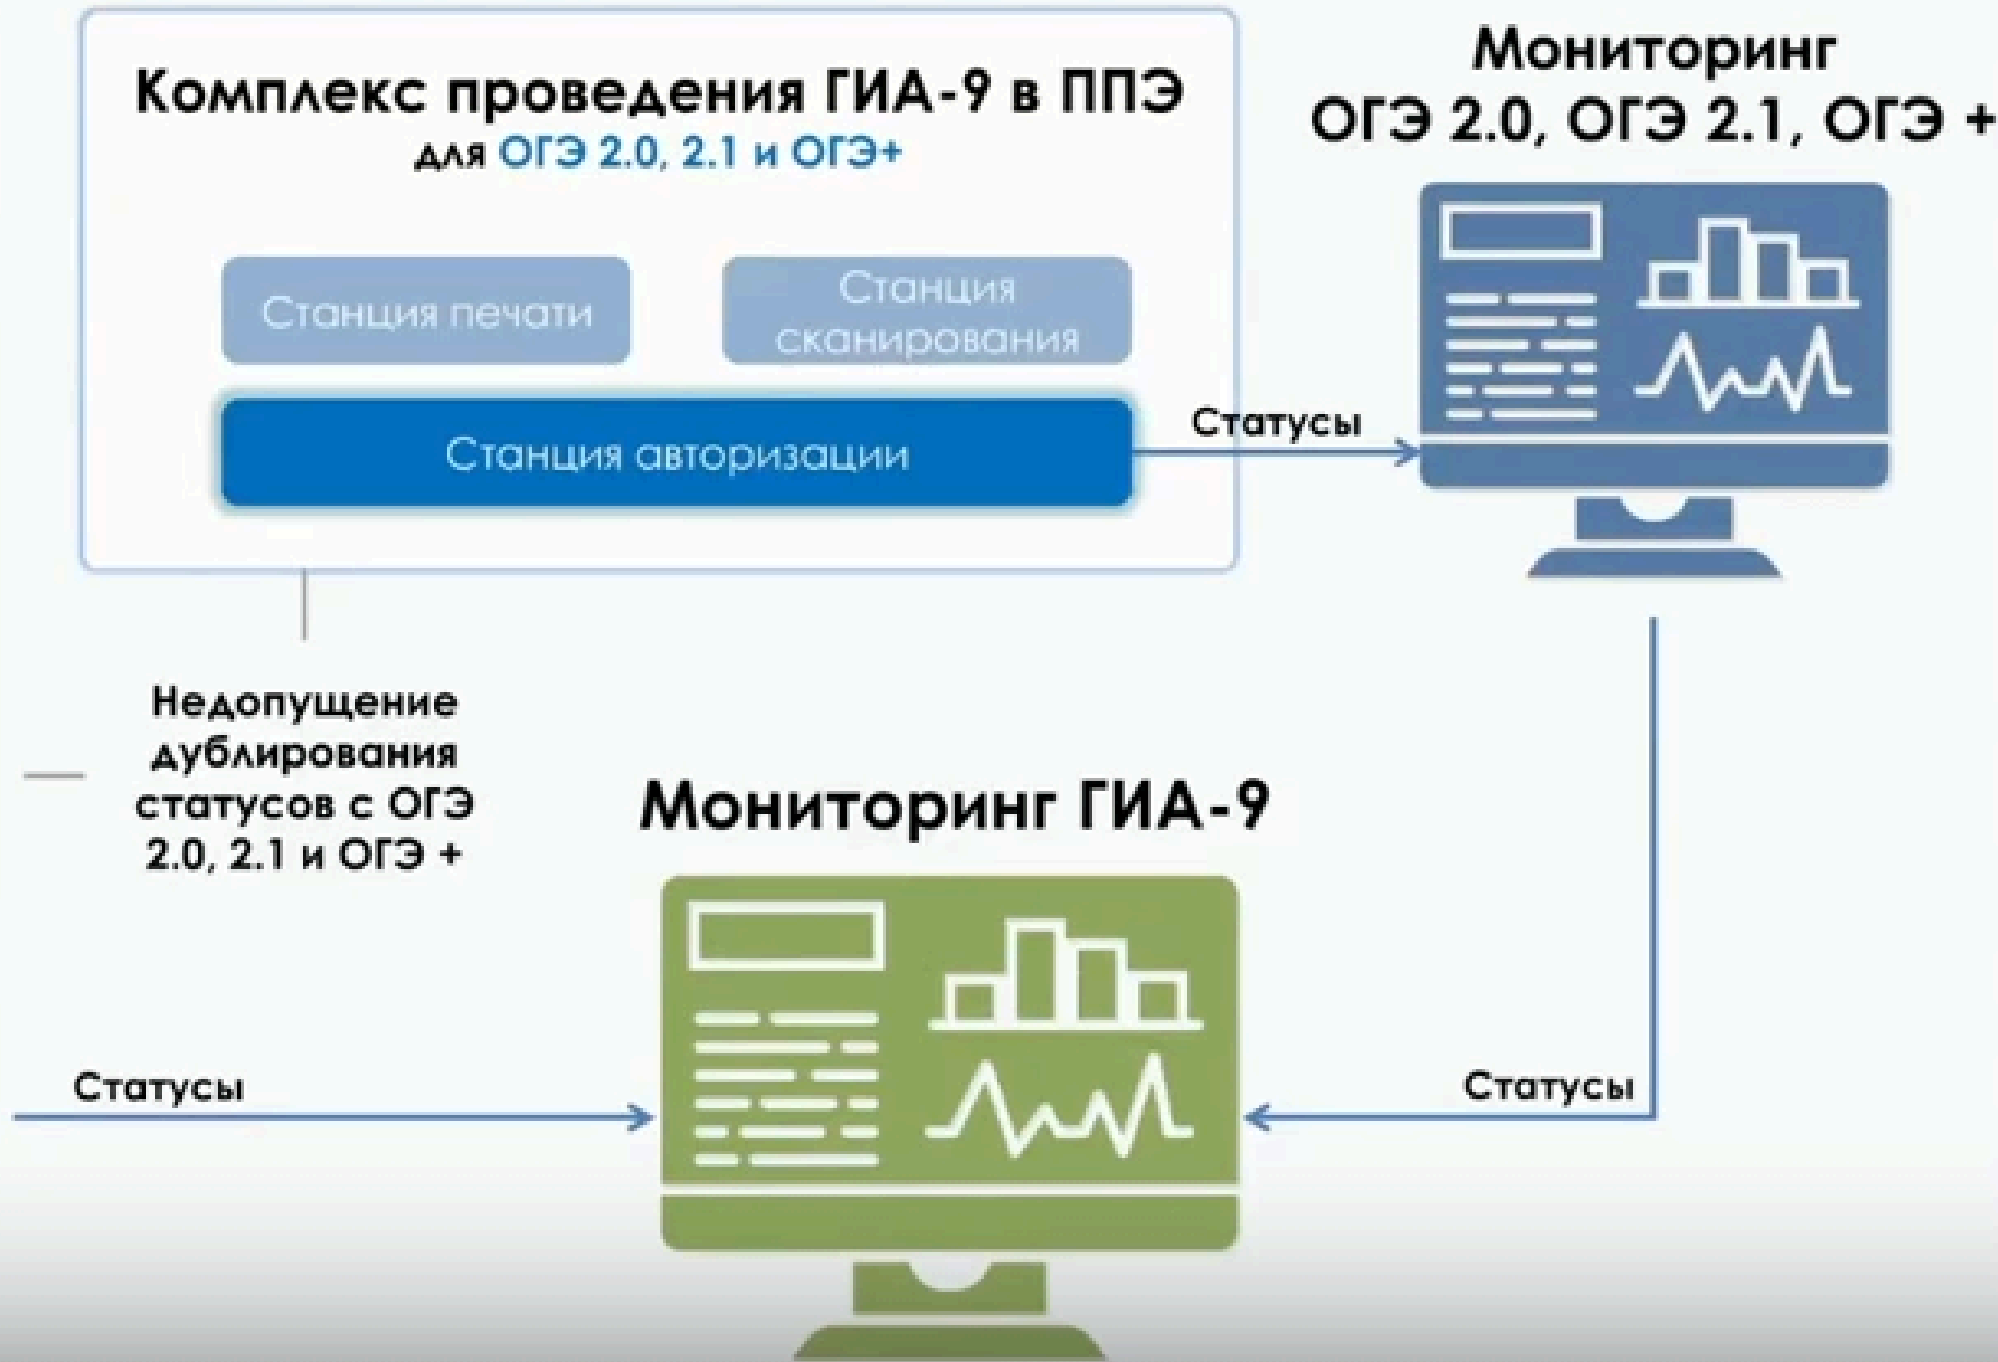 Комплекс проведения ГИА-9 в ППЭ
для ОГЭ 2.0, 2.1 и ОГЭ+
Станция печати
Станция
сканирования
Станция авторизации
Статусы
Мониторинг
ОГЭ 2.0, ОГЭ 2.1, ОГЭ +
Недопущение
дублирования
статусов с ОГЭ
2.0, 2.1 и ОГЭ +
Мониторинг ГИА-9
Статусы
Статусы